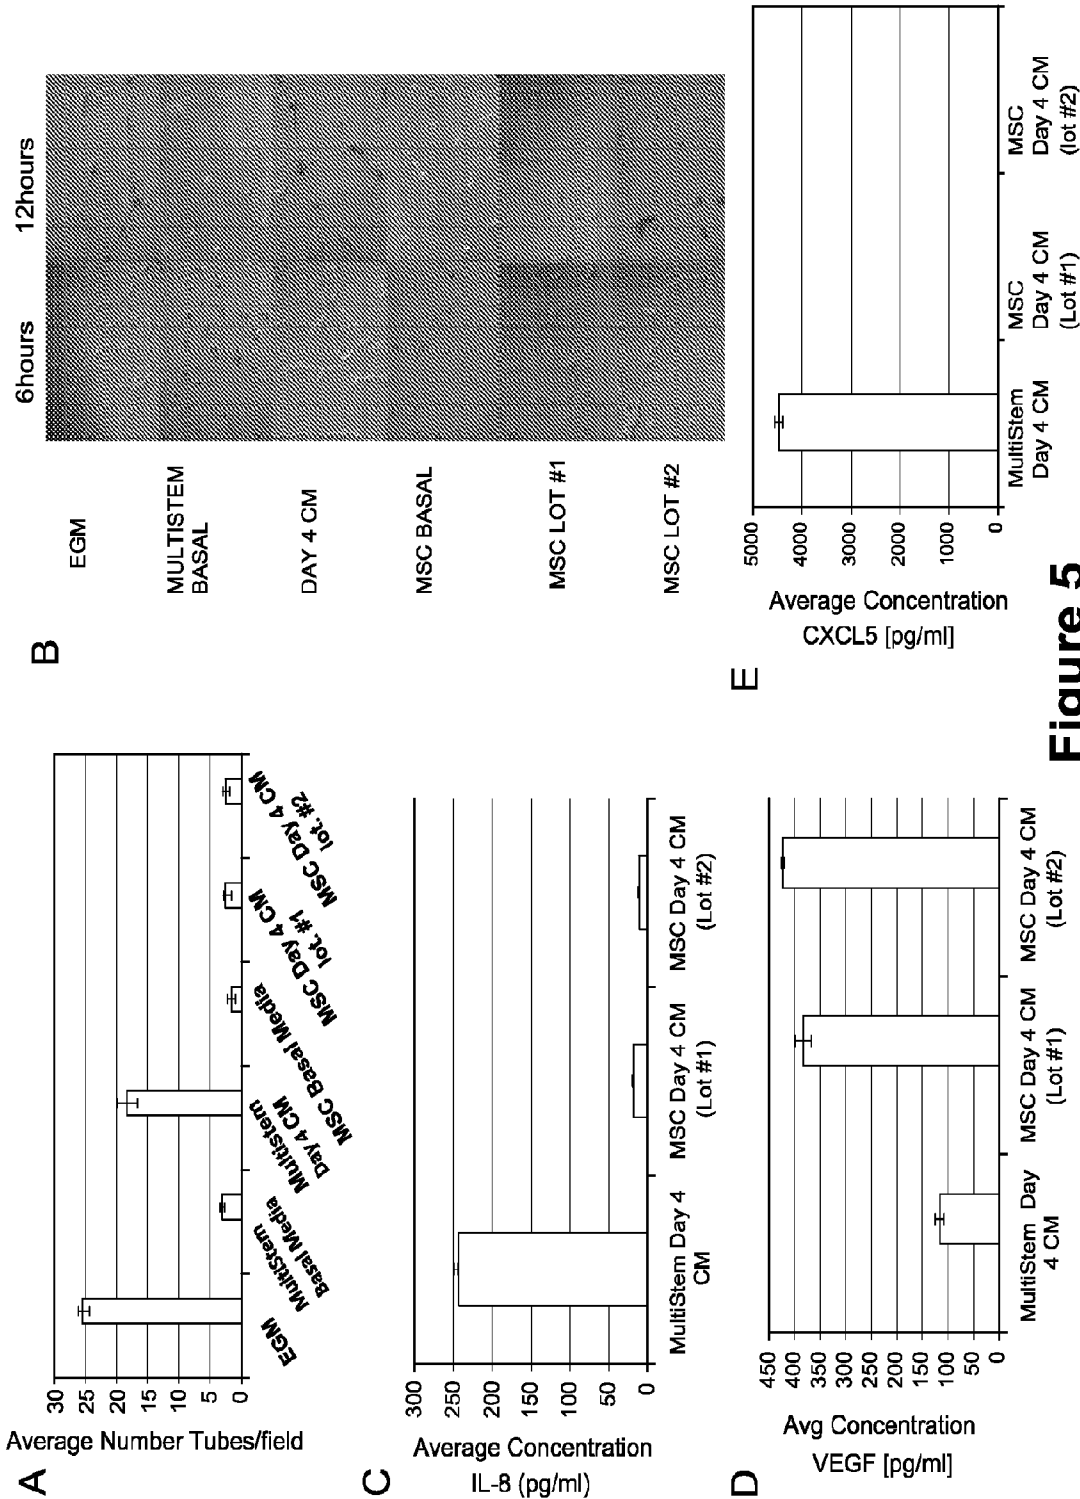 A
Average Number Tubes/field
30
25
20
15
10
5
0
EGM
MultiStem
Basal Media
Multistem
Day 4 CM
MSC Basal Media
MSC Day 4 CM
lot. #1
MSC Day 4 CM
lot. #2
B
6hours
12hours
EGM
MULTISTEM
BASAL
DAY 4 CM
MSC BASAL
MSC LOT #1
MSC LOT #2
C
Average Concentration
IL-8 (pg/ml)
300
250
200
150
100
50
0
MultiStem Day 4
CM
MSC Day 4 CM
(Lot #1)
MSC Day 4 CM
(Lot #2)
D
Avg Concentration
VEGF [pg/ml]
450
400
350
300
250
200
150
100
50
0
MultiStem Day
4 CM
MSC Day 4 CM
(Lot #1)
MSC Day 4 CM
(Lot #2)
E
Average Concentration
CXCL5 [pg/ml]
5000
4000
3000
2000
1000
0
MultiStem
Day 4 CM
MSC
Day 4 CM
(Lot #1)
MSC
Day 4 CM
(lot #2)
Figure 5